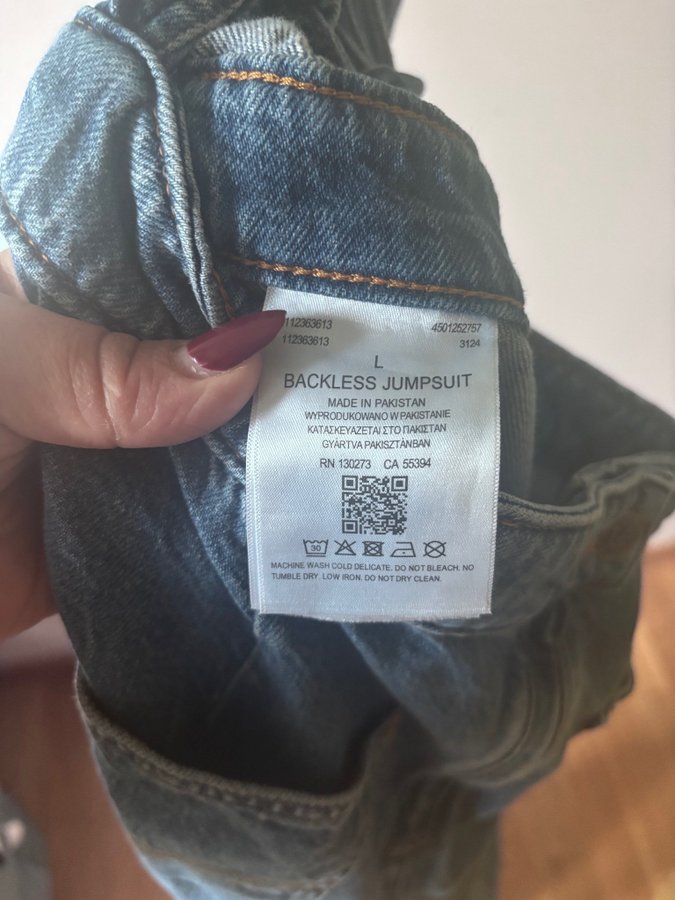 112363613 4501252757
112363613 3124
L
BACKLESS JUMPSUIT
MADE IN PAKISTAN
WYPRODUKOWANO W PAKISTANIE
ΚΑΤΑΣΚΕΥΑΖΕΤΑΙ ΣΤΟ ΠΑΚΙΣΤΑΝ
GYÁRTVA PAKISZTÁNBAN
RN 130273 CA 55394
30
MACHINE WASH COLD DELICATE. DO NOT BLEACH. NO
TUMBLE DRY. LOW IRON. DO NOT DRY CLEAN.